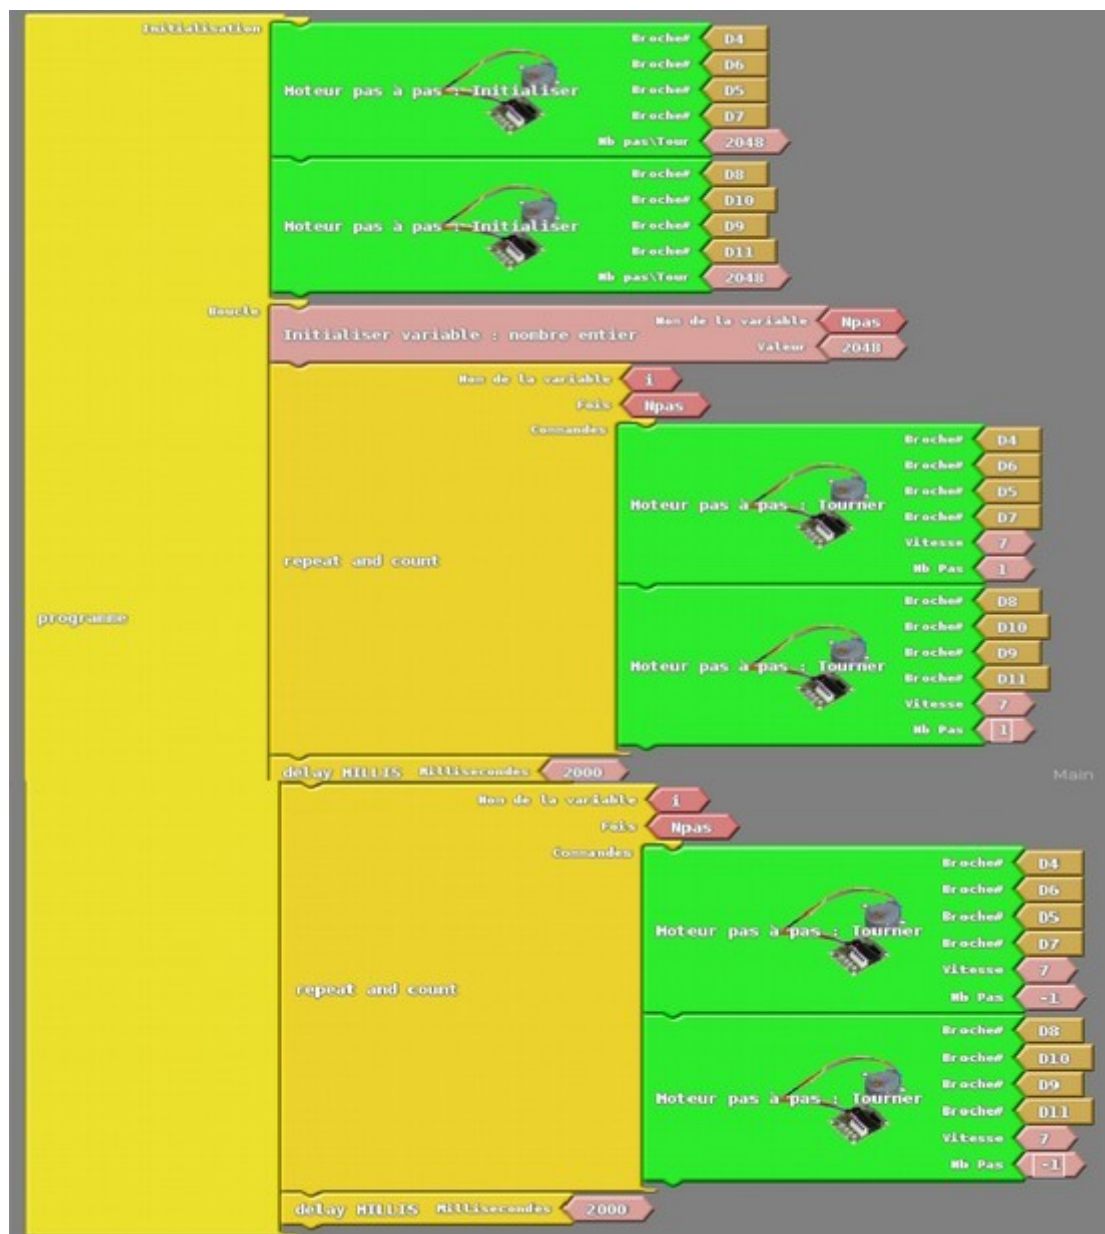 Initialisation
Moteur pas à pas : Initialiser
Broche# D4
Broche# D6
Broche# D5
Broche# D7
Nb pas\Tour 2048
Moteur pas à pas : Initialiser
Broche# D8
Broche# D10
Broche# D9
Broche# D11
Nb pas\Tour 2048
Boucle
Initialiser variable : nombre entier
Nom de la variable Npas
Valeur 2048
programme
repeat and count
Nom de la variable i
Fois Npas
Commandes
Moteur pas à pas : Tourner
Broche# D4
Broche# D6
Broche# D5
Broche# D7
Vitesse 7
Nb Pas 1
Moteur pas à pas : Tourner
Broche# D8
Broche# D10
Broche# D9
Broche# D11
Vitesse 7
Nb Pas 1
delay MILLIS Millisecondes 2000
Main
repeat and count
Nom de la variable i
Fois Npas
Commandes
Moteur pas à pas : Tourner
Broche# D4
Broche# D6
Broche# D5
Broche# D7
Vitesse 7
Nb Pas -1
Moteur pas à pas : Tourner
Broche# D8
Broche# D10
Broche# D9
Broche# D11
Vitesse 7
Nb Pas -1
delay MILLIS Millisecondes 2000